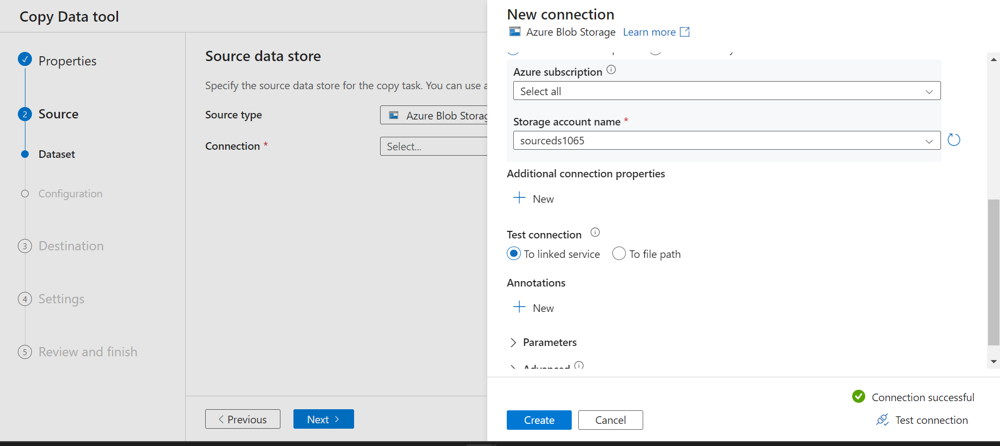 Copy Data tool
Properties
2 Source
Dataset
Configuration
3 Destination
4 Settings
5 Review and finish
Source data store
Specify the source data store for the copy task. You can use
Source type
Azure Blob Storag
Connection *
Select...
Previous
Next
New connection
Azure Blob Storage Learn more
Azure subscription
Select all
Storage account name *
sourceds1065
Additional connection properties
New
Test connection
To linked service To file path
Annotations
New
Parameters
Advanced
Connection successful
Create Cancel
Test connection